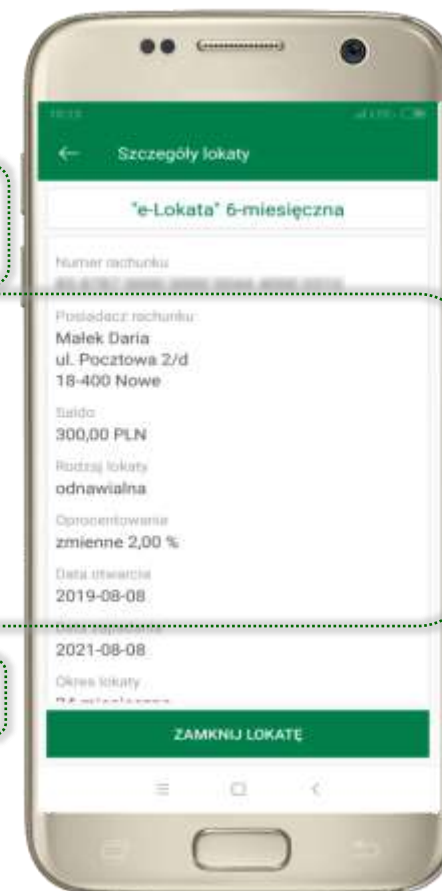 Szczegóły lokaty
"e-Lokata" 6-miesięczna
Numer rachunku
Posiadacz rachunku
Małek Daria
ul. Pocztowa 2/d
18-400 Nowe
Saldo
300,00 PLN
Rodzaj lokaty
odnawialna
Oprocentowanie
zmienne 2,00 %
Data otwarcia
2019-08-08
Data zapadania
2021-08-08
Okres lokaty
ZAMKNIJ LOKATĘ